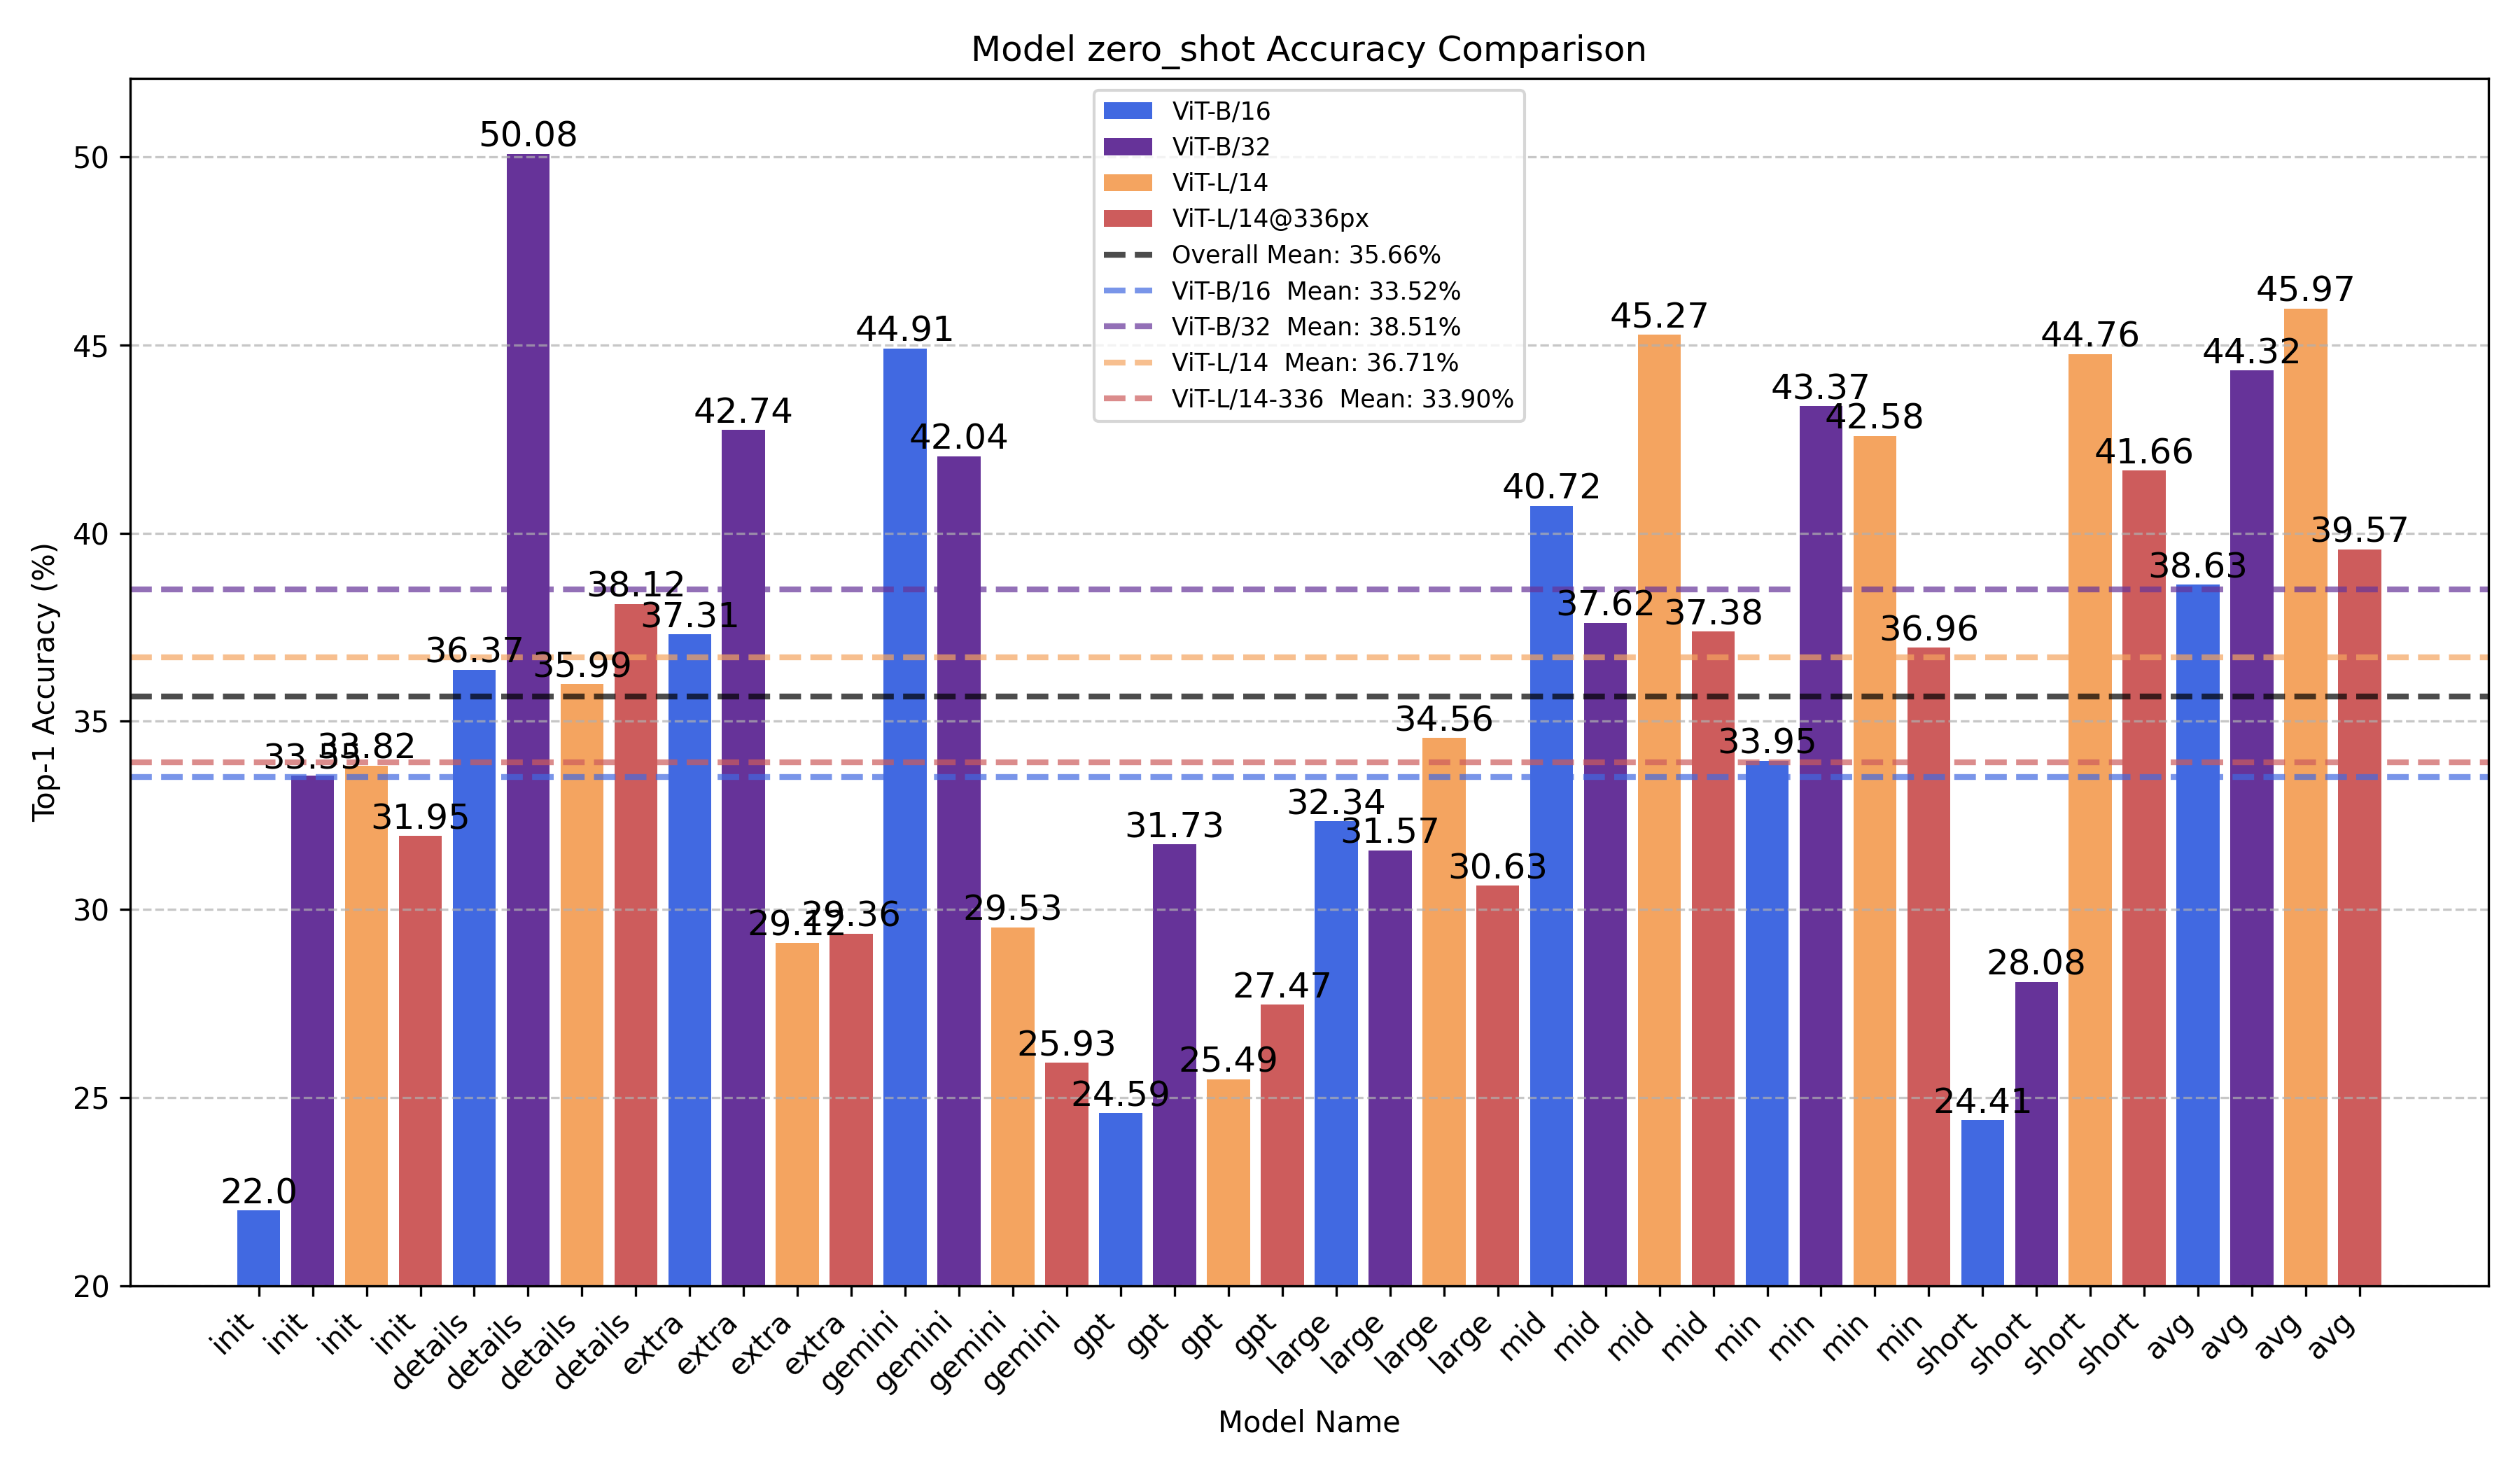 Model zero_shot Accuracy Comparison
ViT-B/16
ViT-B/32
ViT-L/14
ViT-L/14@336px
Overall Mean: 35.66%
ViT-B/16  Mean: 33.52%
ViT-B/32  Mean: 38.51%
ViT-L/14  Mean: 36.71%
ViT-L/14-336  Mean: 33.90%
Top-1 Accuracy (%)
50
45
40
35
30
25
20
22.0
33.55
33.82
31.95
36.37
50.08
35.99
38.12
37.31
42.74
29.12
29.36
44.91
42.04
29.53
25.93
24.59
31.73
25.49
27.47
32.34
31.57
34.56
30.63
40.72
37.62
45.27
37.38
33.95
43.37
42.58
36.96
24.41
28.08
44.76
41.66
38.63
44.32
45.97
39.57
init
init
init
init
details
details
details
details
extra
extra
extra
extra
gemini
gemini
gemini
gemini
gpt
gpt
gpt
gpt
large
large
large
large
mid
mid
mid
mid
min
min
min
min
short
short
short
short
avg
avg
avg
avg
Model Name